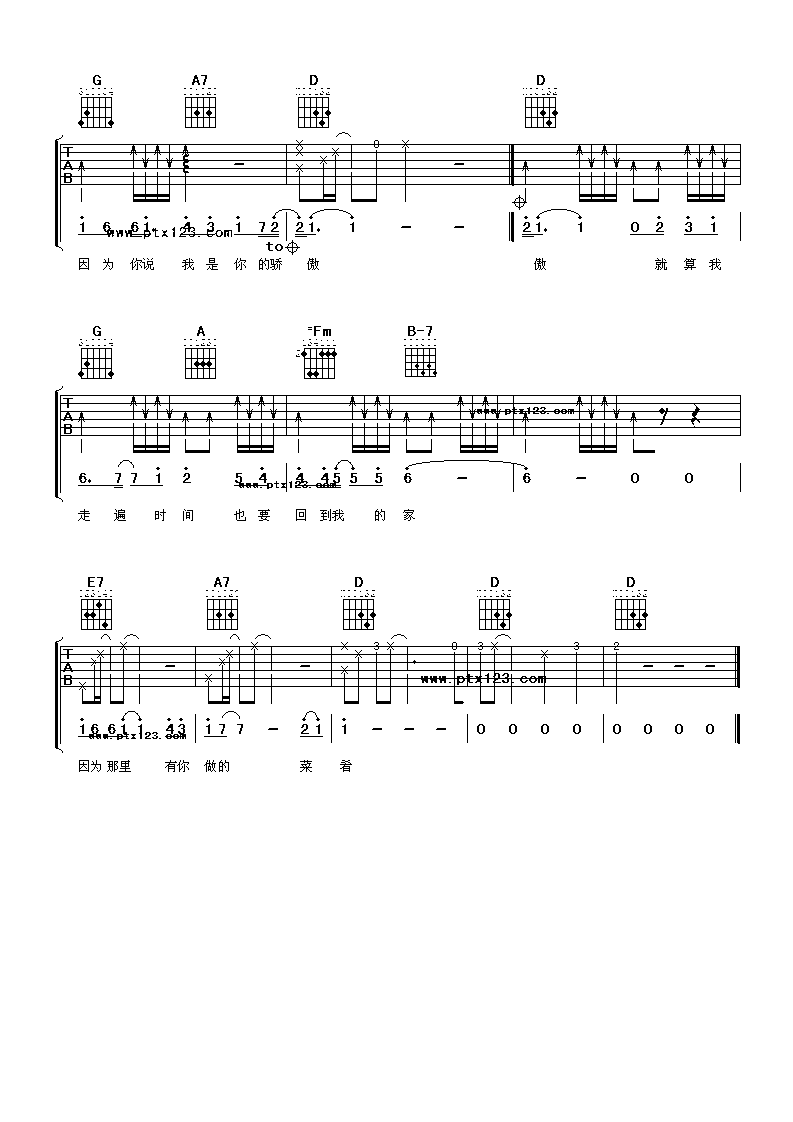 G A7 D D
T
A
B
1 6 6 1. 4 3 1 7 2 2 1. 1 - - 2 1. 1 0 2 3 1
www.ptx123.com
to
因 为 你说 我 是 你 的骄 傲 傲 就 算 我
G A #Fm B-7
T
A
B
www.ptx123.com
6. 7 7 1 2 5 4 4 4 5 5 5 6 - 6 - 0 0
www.ptx123.com
走 遍 时 间 也 要 回 到我 的 家
E7 A7 D D D
3 0 3 3 2
T
A
B
www.ptx123.com
1 6 6 1 1 4 3 1 7 7 - 2 1 1 - - - 0 0 0 0 0 0 0 0
www.ptx123.com
因为 那里 有你 做的 菜 肴